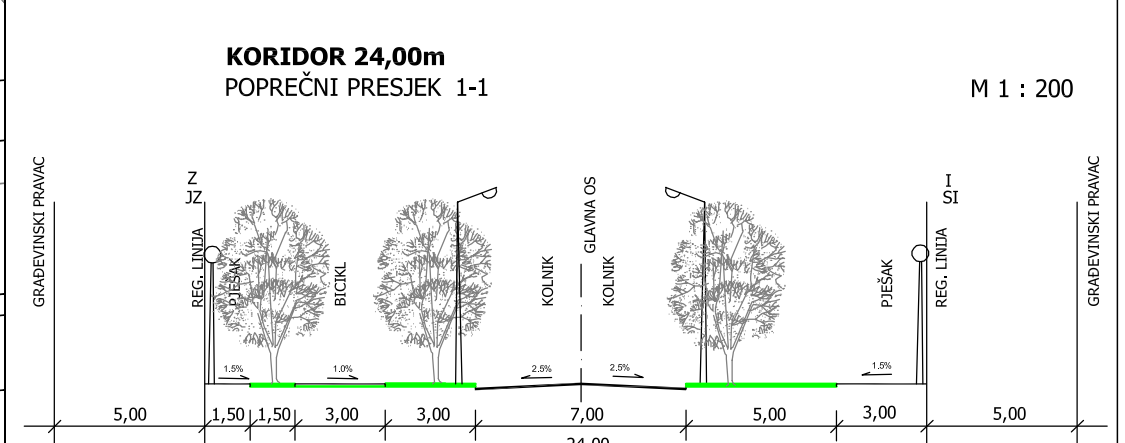 KORIDOR 24,00m
POPREČNI PRESJEK 1-1
M 1 : 200
GRAĐEVINSKI PRAVAC
Z
JZ
REG. LINIJA
PJEŠAK
BICIKL
KOLNIK
GLAVNA OS
KOLNIK
PJEŠAK
I
SI
REG. LINIJA
GRAĐEVINSKI PRAVAC
1.5%
1.0%
2.5%
2.5%
1.5%
5,00
1,50
1,50
3,00
3,00
7,00
5,00
3,00
5,00
24,00